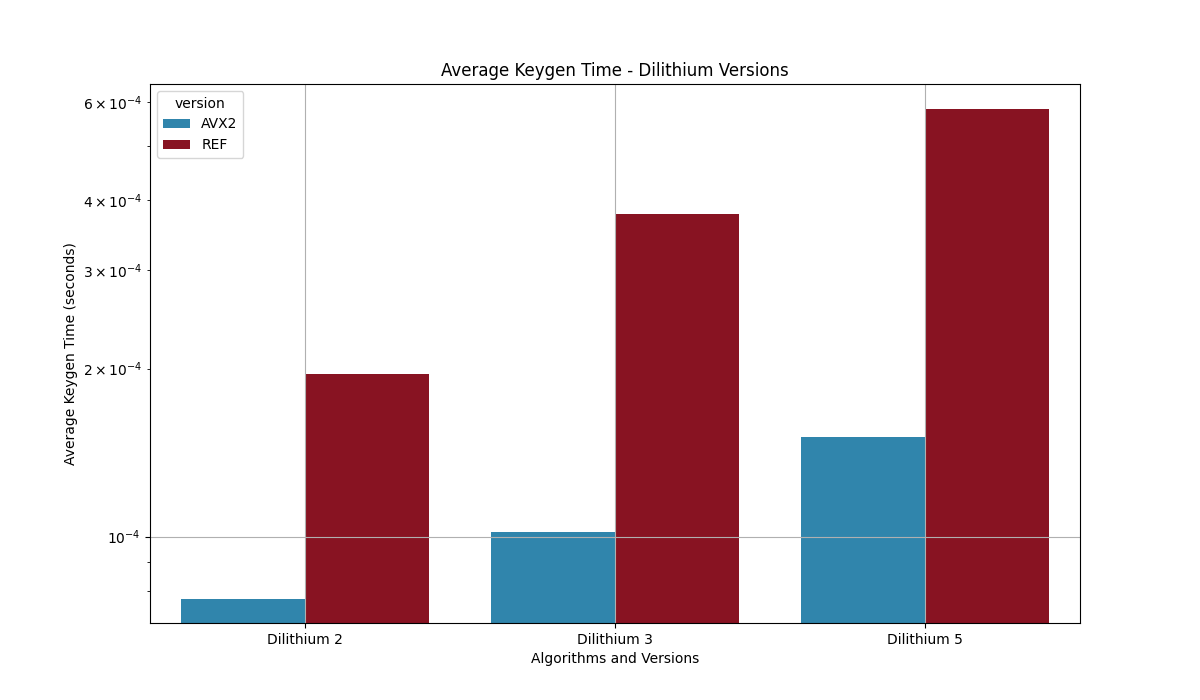 Average Keygen Time - Dilithium Versions
version
AVX2
REF
Average Keygen Time (seconds)
6 × 10⁻⁴
4 × 10⁻⁴
3 × 10⁻⁴
2 × 10⁻⁴
10⁻⁴
Dilithium 2
Dilithium 3
Dilithium 5
Algorithms and Versions